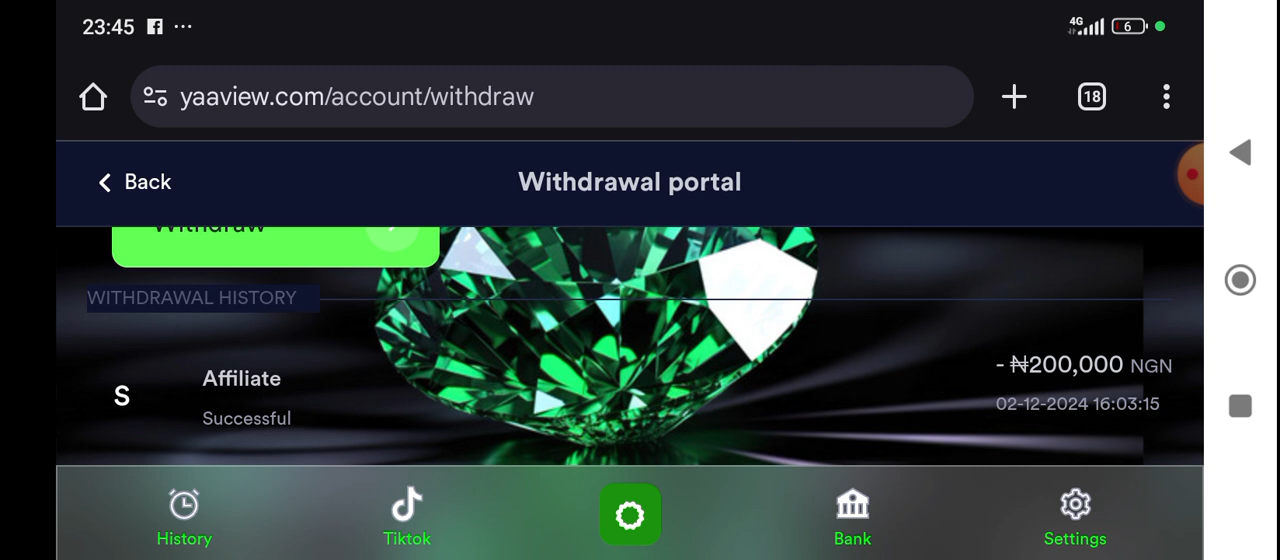 23:45
4G
6
yaaview.com/account/withdraw
18
Back
Withdrawal portal
Withdraw
WITHDRAWAL HISTORY
S
Affiliate
- ₦200,000 NGN
Successful
02-12-2024 16:03:15
History
Tiktok
Bank
Settings